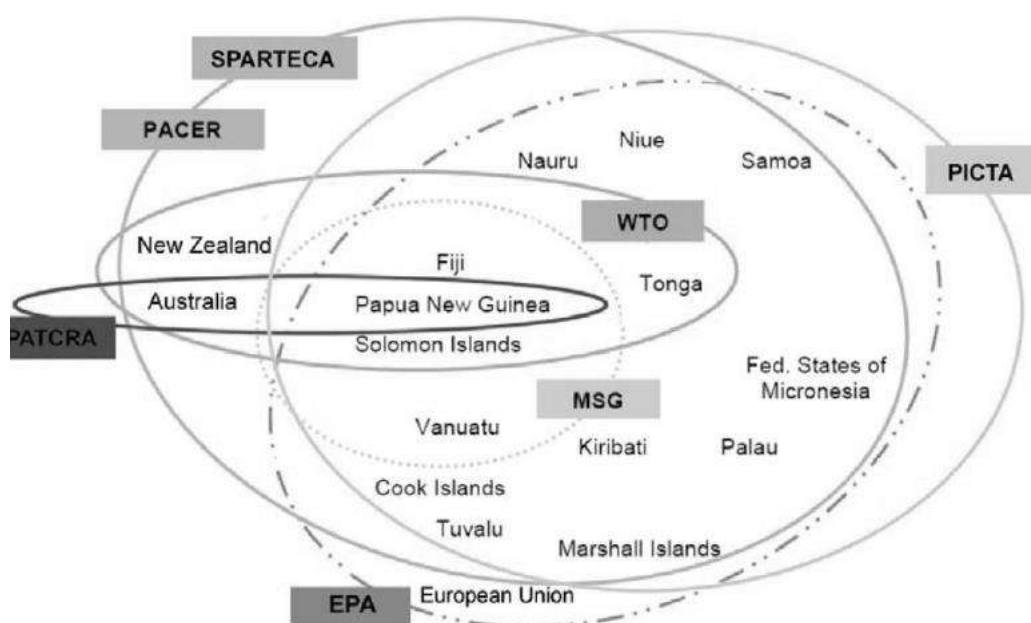 SPARTECA
PACER
Niue
Nauru
Samoa
PICTA
WTO
New Zealand
Fiji
Tonga
Australia
Papua New Guinea
PATCRA
Solomon Islands
Fed. States of
Micronesia
MSG
Vanuatu
Kiribati
Palau
Cook Islands
Tuvalu
Marshall Islands
EPA
European Union